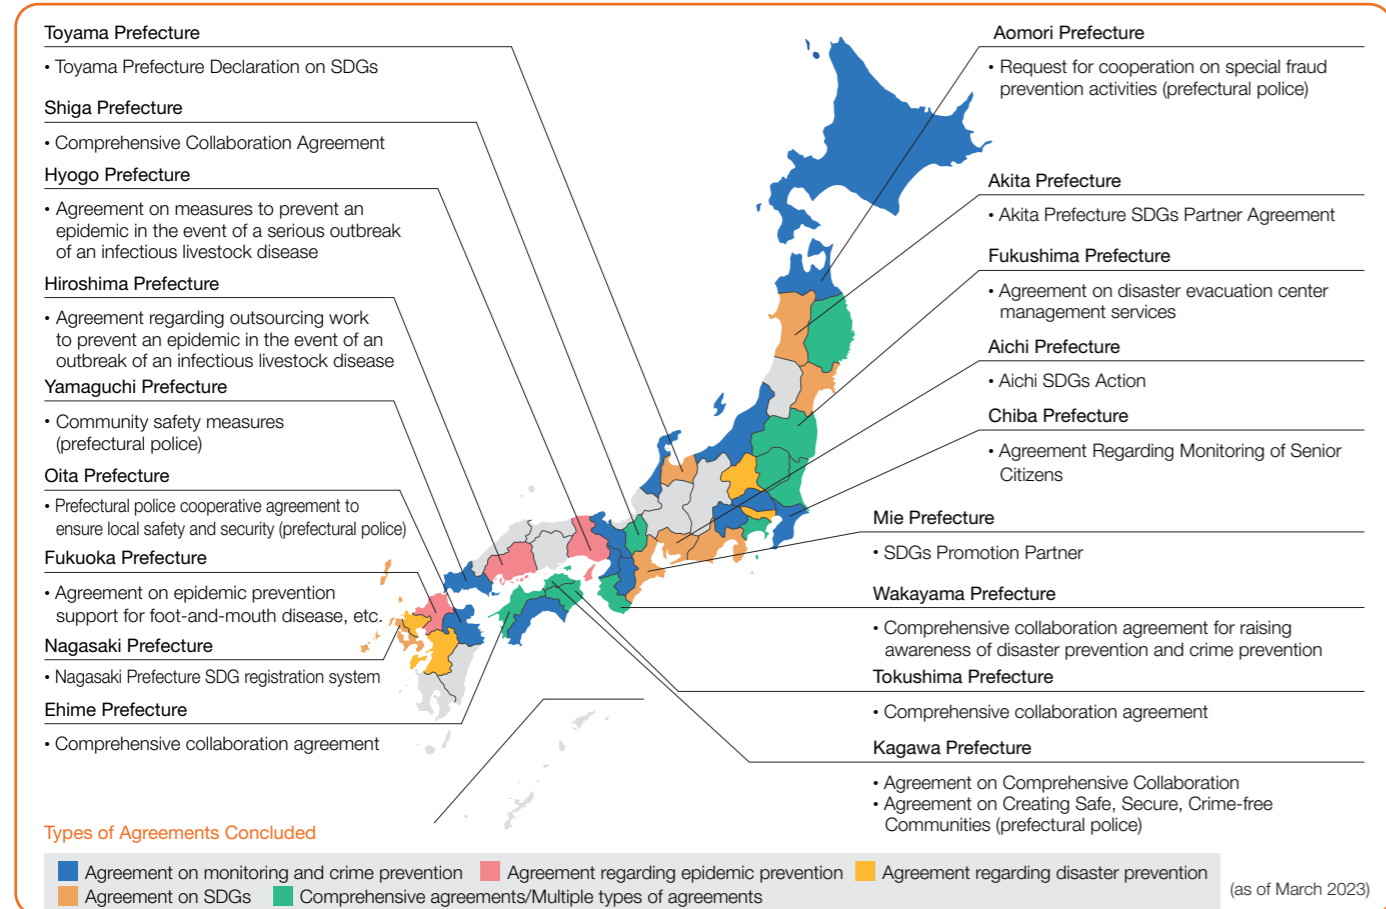 Toyama Prefecture
• Toyama Prefecture Declaration on SDGs
Shiga Prefecture
• Comprehensive Collaboration Agreement
Hyogo Prefecture
• Agreement on measures to prevent an
epidemic in the event of a serious outbreak
of an infectious livestock disease
Hiroshima Prefecture
• Agreement regarding outsourcing work
to prevent an epidemic in the event of an
outbreak of an infectious livestock disease
Yamaguchi Prefecture
• Community safety measures
(prefectural police)
Oita Prefecture
• Prefectural police cooperative agreement to
ensure local safety and security (prefectural police)
Fukuoka Prefecture
• Agreement on epidemic prevention
support for foot-and-mouth disease, etc.
Nagasaki Prefecture
• Nagasaki Prefecture SDG registration system
Ehime Prefecture
• Comprehensive collaboration agreement
Aomori Prefecture
• Request for cooperation on special fraud
prevention activities (prefectural police)
Akita Prefecture
• Akita Prefecture SDGs Partner Agreement
Fukushima Prefecture
• Agreement on disaster evacuation center
management services
Aichi Prefecture
• Aichi SDGs Action
Chiba Prefecture
• Agreement Regarding Monitoring of Senior
Citizens
Mie Prefecture
• SDGs Promotion Partner
Wakayama Prefecture
• Comprehensive collaboration agreement for raising
awareness of disaster prevention and crime prevention
Tokushima Prefecture
• Comprehensive collaboration agreement
Kagawa Prefecture
• Agreement on Comprehensive Collaboration
• Agreement on Creating Safe, Secure, Crime-free
Communities (prefectural police)
Types of Agreements Concluded
Agreement on monitoring and crime prevention
Agreement regarding epidemic prevention
Agreement regarding disaster prevention
Agreement on SDGs
Comprehensive agreements/Multiple types of agreements
(as of March 2023)